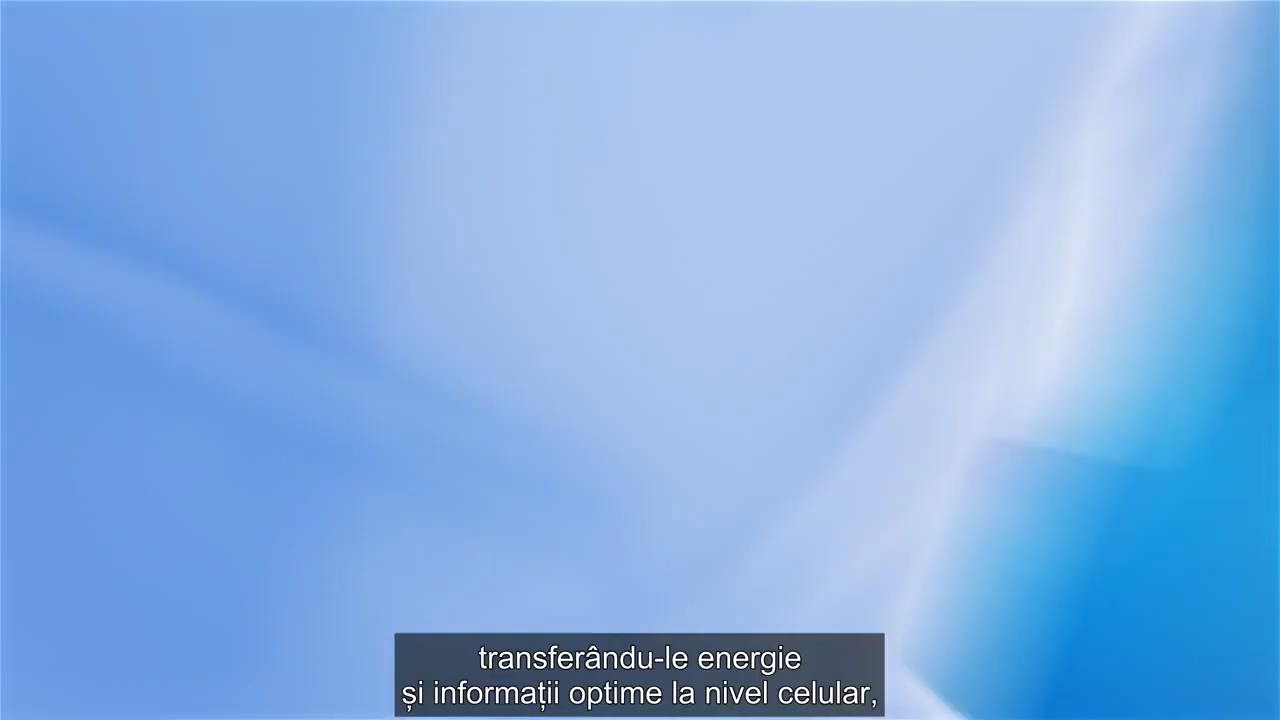 transferându-le energie
și informații optime la nivel celular,